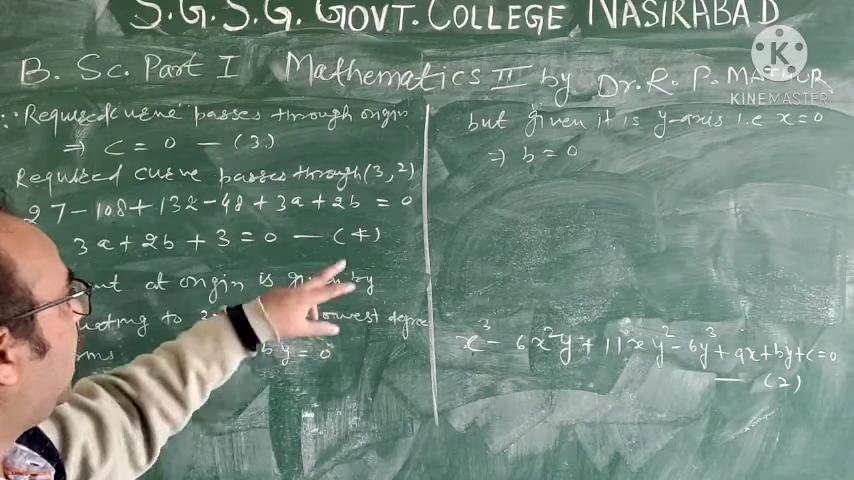 S.G.S.G. GOVT. COLLEGE NASIRABAD
B. Sc. Part I Mathematics II by Dr. R. P. MATHUR
K
KINEMASTER
∵ Required curve passes through origin
⇒ c = 0 — (3)
Required curve passes through (3,2)
27 - 108 + 132 - 48 + 3a + 2b = 0
3a + 2b + 3 = 0 — (4)
at origin is given by
to lowest degree
by = 0
but given it is y-axis i.e x = 0
⇒ b = 0
x³ - 6x²y + 11xy² - 6y³ + ax + by + c = 0
— (2)